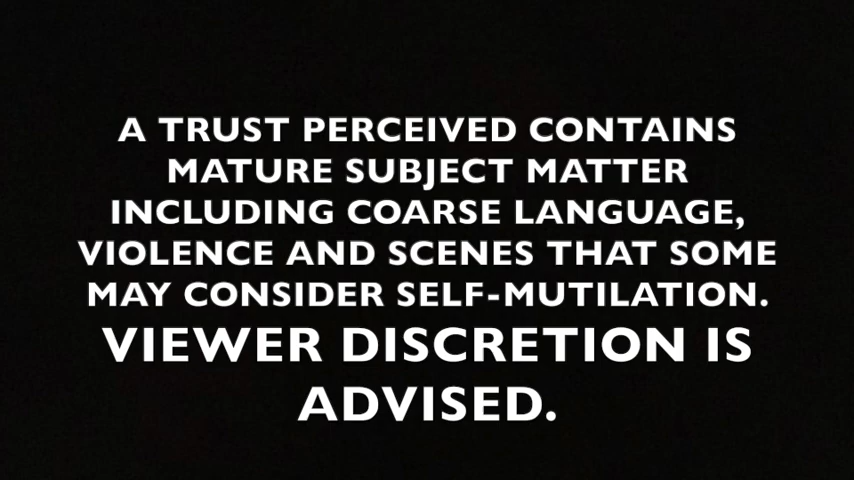 A TRUST PERCEIVED CONTAINS
MATURE SUBJECT MATTER
INCLUDING COARSE LANGUAGE,
VIOLENCE AND SCENES THAT SOME
MAY CONSIDER SELF-MUTILATION.
VIEWER DISCRETION IS
ADVISED.